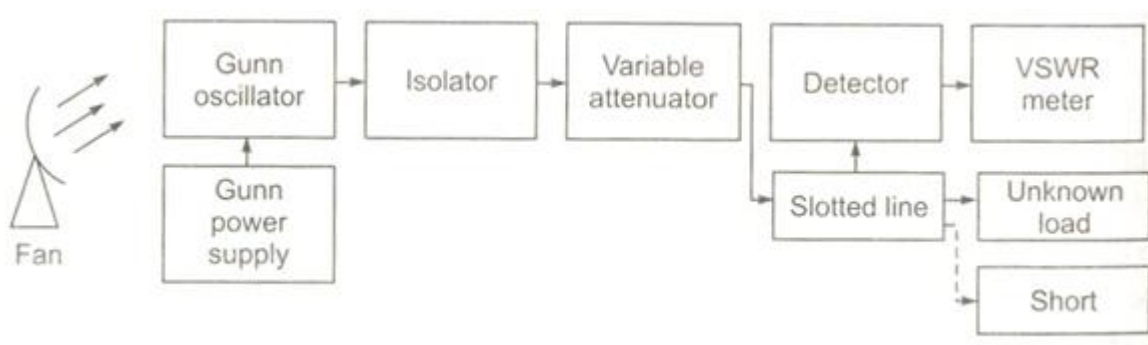 Gunn
oscillator
Isolator
Variable
attenuator
Detector
VSWR
meter
Gunn
power
supply
Slotted line
Unknown
load
Fan
Short